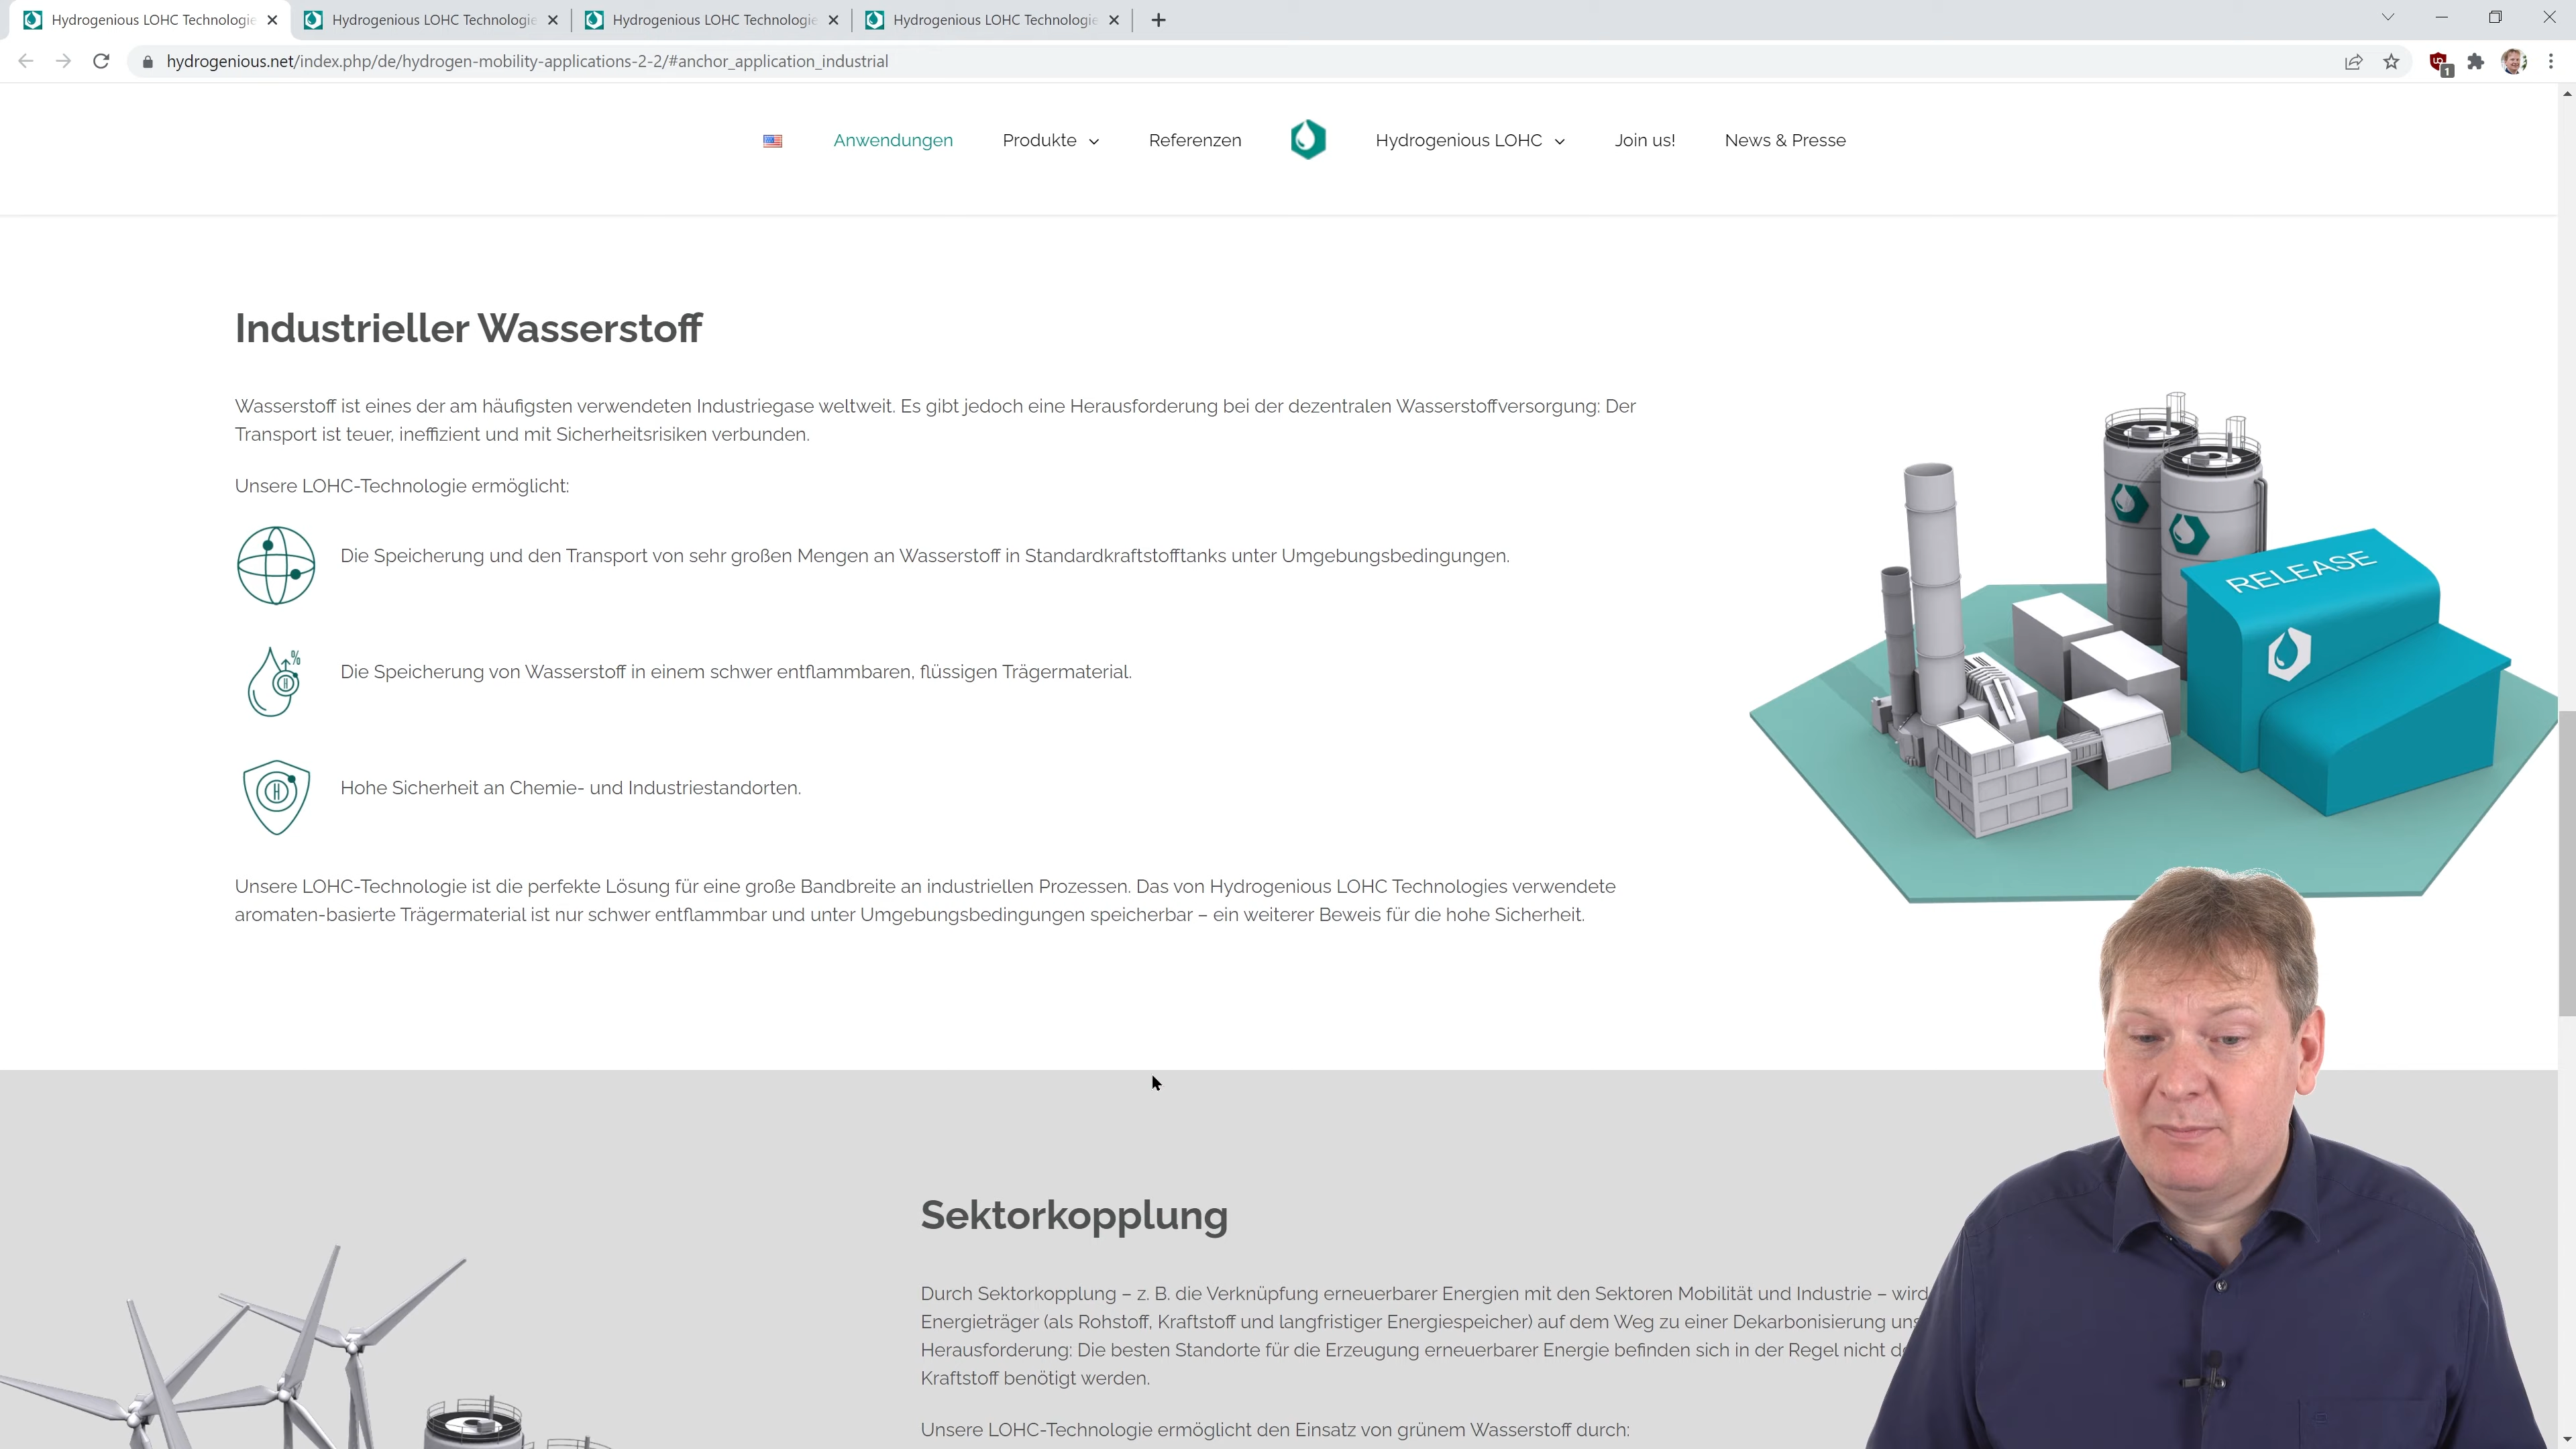 Hydrogenious LOHC Technologie
Hydrogenious LOHC Technologie
Hydrogenious LOHC Technologie
Hydrogenious LOHC Technologie
hydrogenious.net/index.php/de/hydrogen-mobility-applications-2-2/#anchor_application_industrial
1
Anwendungen
Produkte
Referenzen
Hydrogenious LOHC
Join us!
News & Presse
Industrieller Wasserstoff
Wasserstoff ist eines der am häufigsten verwendeten Industriegase weltweit. Es gibt jedoch eine Herausforderung bei der dezentralen Wasserstoffversorgung: Der
Transport ist teuer, ineffizient und mit Sicherheitsrisiken verbunden.
Unsere LOHC-Technologie ermöglicht:
Die Speicherung und den Transport von sehr großen Mengen an Wasserstoff in Standardkraftstofftanks unter Umgebungsbedingungen.
%
H
Die Speicherung von Wasserstoff in einem schwer entflammbaren, flüssigen Trägermaterial.
H
Hohe Sicherheit an Chemie- und Industriestandorten.
RELEASE
Unsere LOHC-Technologie ist die perfekte Lösung für eine große Bandbreite an industriellen Prozessen. Das von Hydrogenious LOHC Technologies verwendete
aromaten-basierte Trägermaterial ist nur schwer entflammbar und unter Umgebungsbedingungen speicherbar – ein weiterer Beweis für die hohe Sicherheit.
Sektorkopplung
Durch Sektorkopplung – z. B. die Verknüpfung erneuerbarer Energien mit den Sektoren Mobilität und Industrie – wird
Energieträger (als Rohstoff, Kraftstoff und langfristiger Energiespeicher) auf dem Weg zu einer Dekarbonisierung
Herausforderung: Die besten Standorte für die Erzeugung erneuerbarer Energie befinden sich in der Regel nicht
Kraftstoff benötigt werden.
Unsere LOHC-Technologie ermöglicht den Einsatz von grünem Wasserstoff durch: